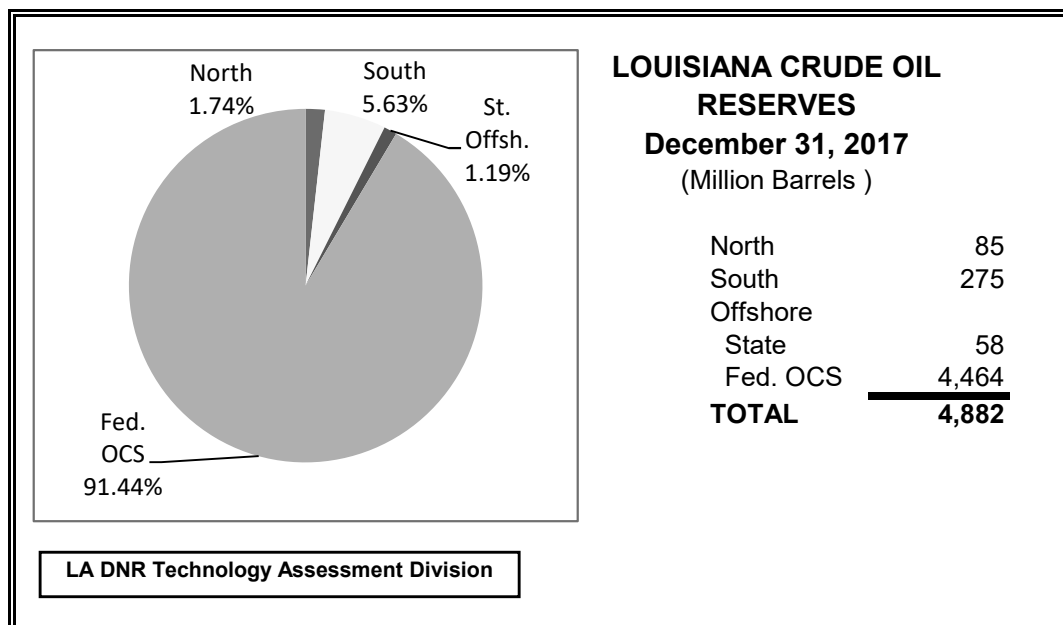 North
1.74%
South
5.63%
St.
Offsh.
1.19%
Fed.
OCS
91.44%
LOUISIANA CRUDE OIL
RESERVES
December 31, 2017
(Million Barrels )
North 85
South 275
Offshore
State 58
Fed. OCS 4,464
TOTAL 4,882
LA DNR Technology Assessment Division